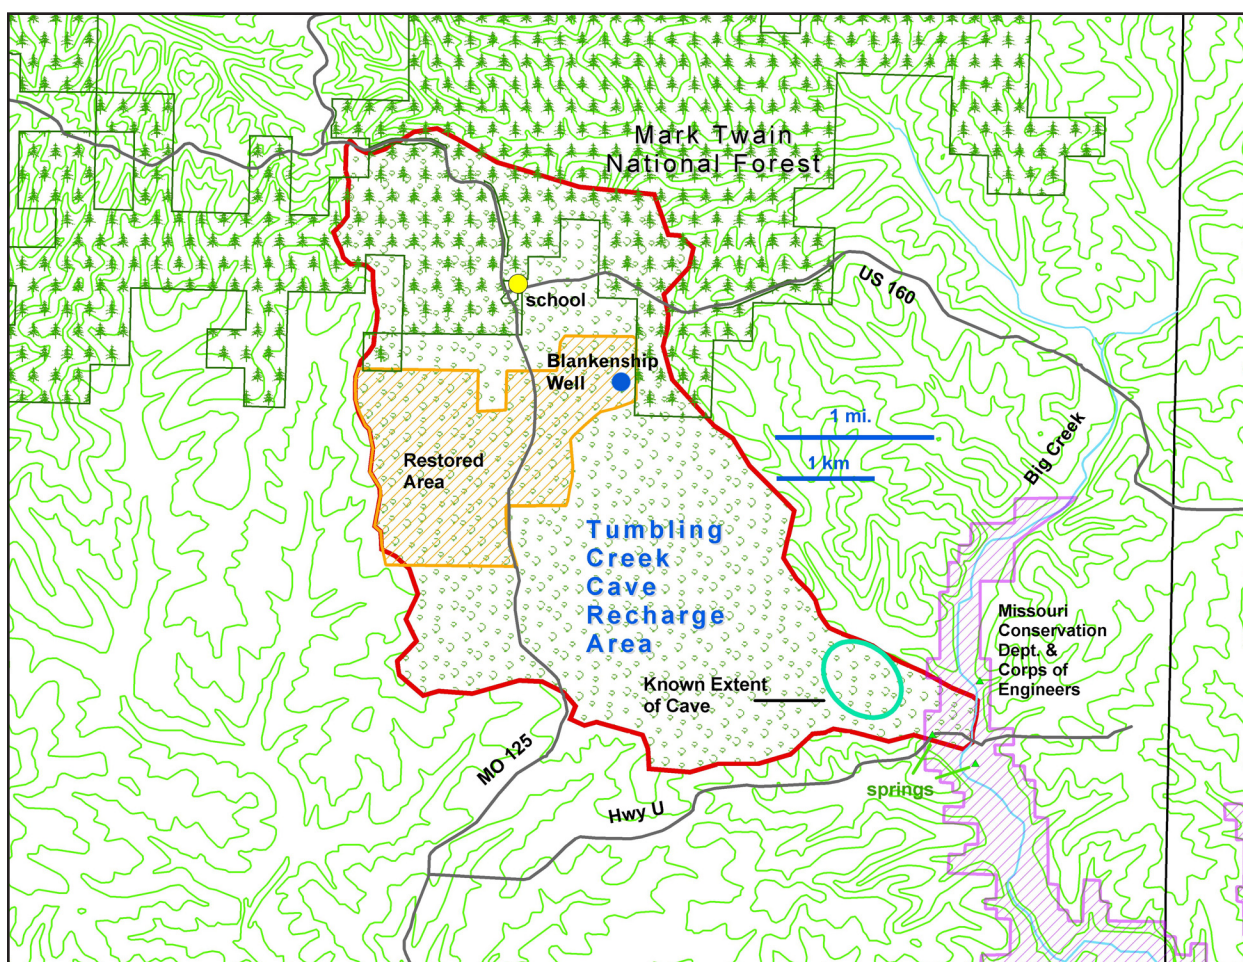 Mark Twain
National Forest
US 160
school
Blankenship
Well
1 mi.
1 km
Big Creek
Restored
Area
Tumbling
Creek
Cave
Recharge
Area
Missouri
Conservation
Dept. &
Corps of
Engineers
Known Extent
of Cave
MO 125
springs
Hwy U